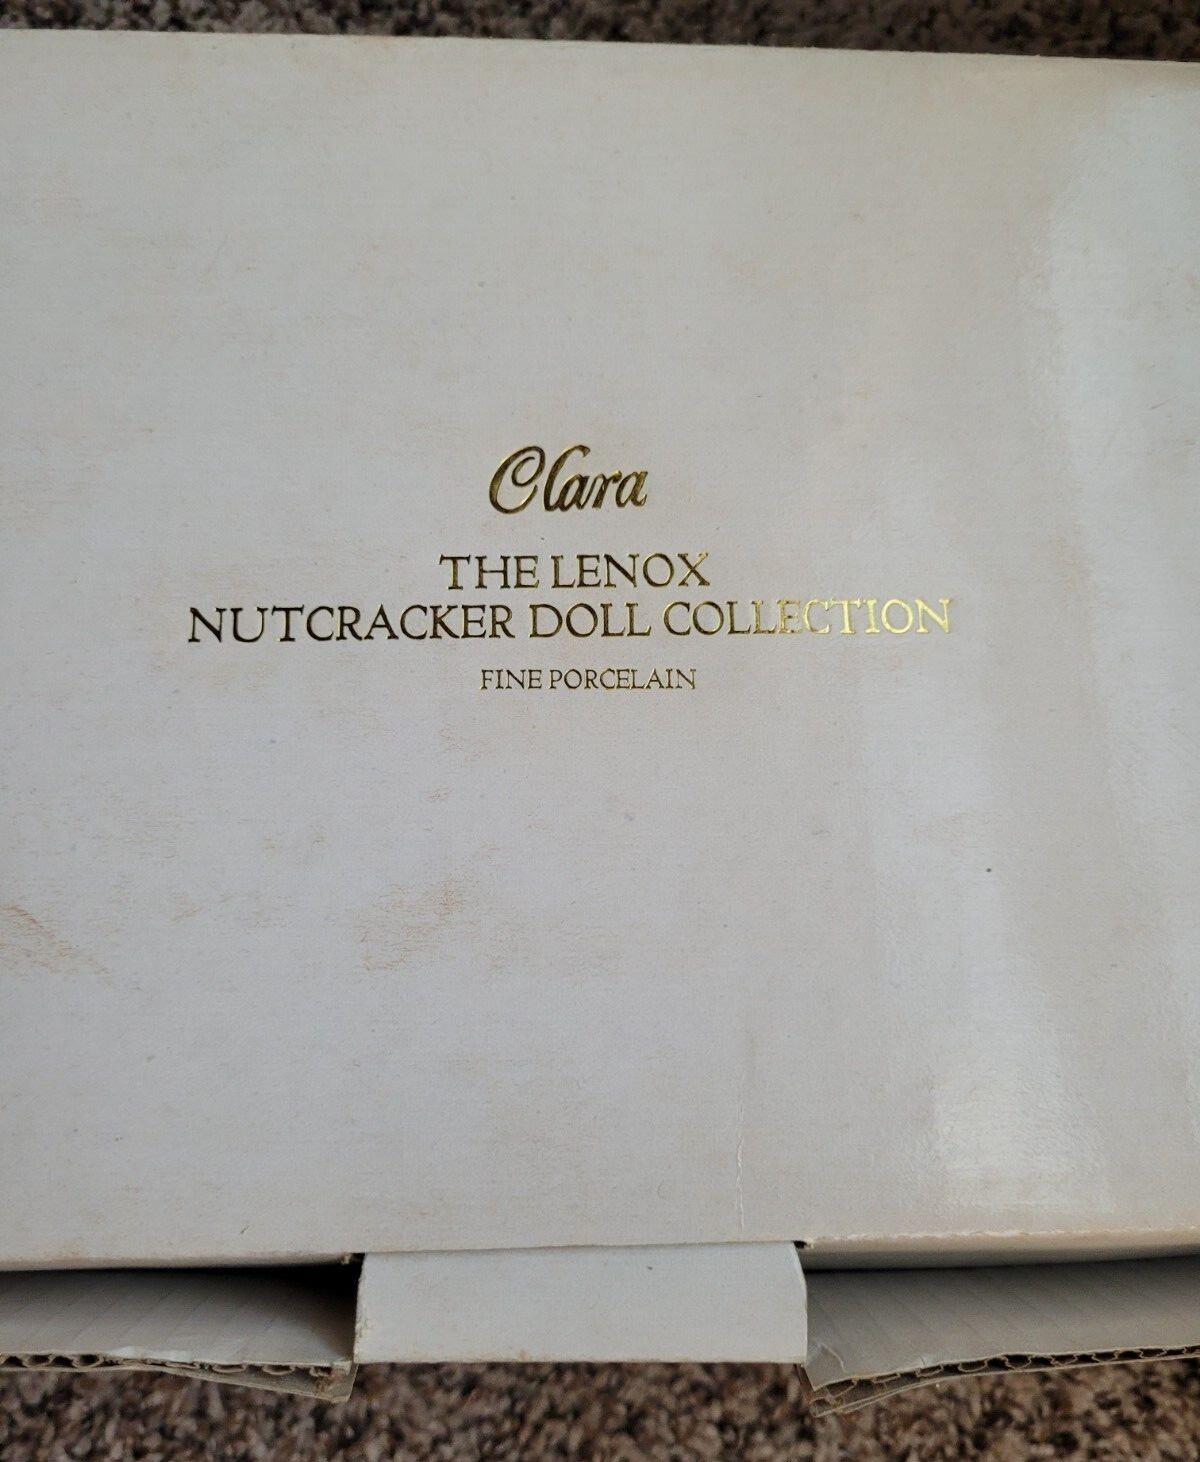 Clara
THE LENOX
NUTCRACKER DOLL COLLECTION
FINE PORCELAIN